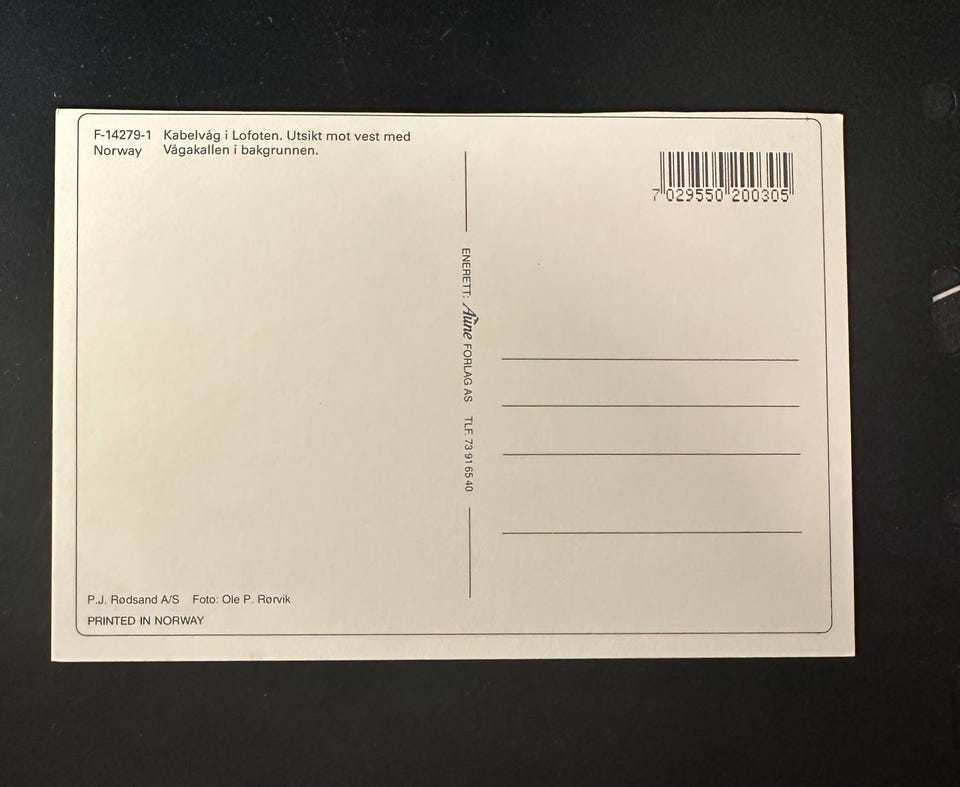 F-14279-1 Kabelvåg i Lofoten. Utsikt mot vest med
Norway Vågakallen i bakgrunnen.
7 029550 200305
ENERETT: Aune FORLAG AS TLF. 73 91 65 40
P.J. Rødsand A/S Foto: Ole P. Rørvik
PRINTED IN NORWAY